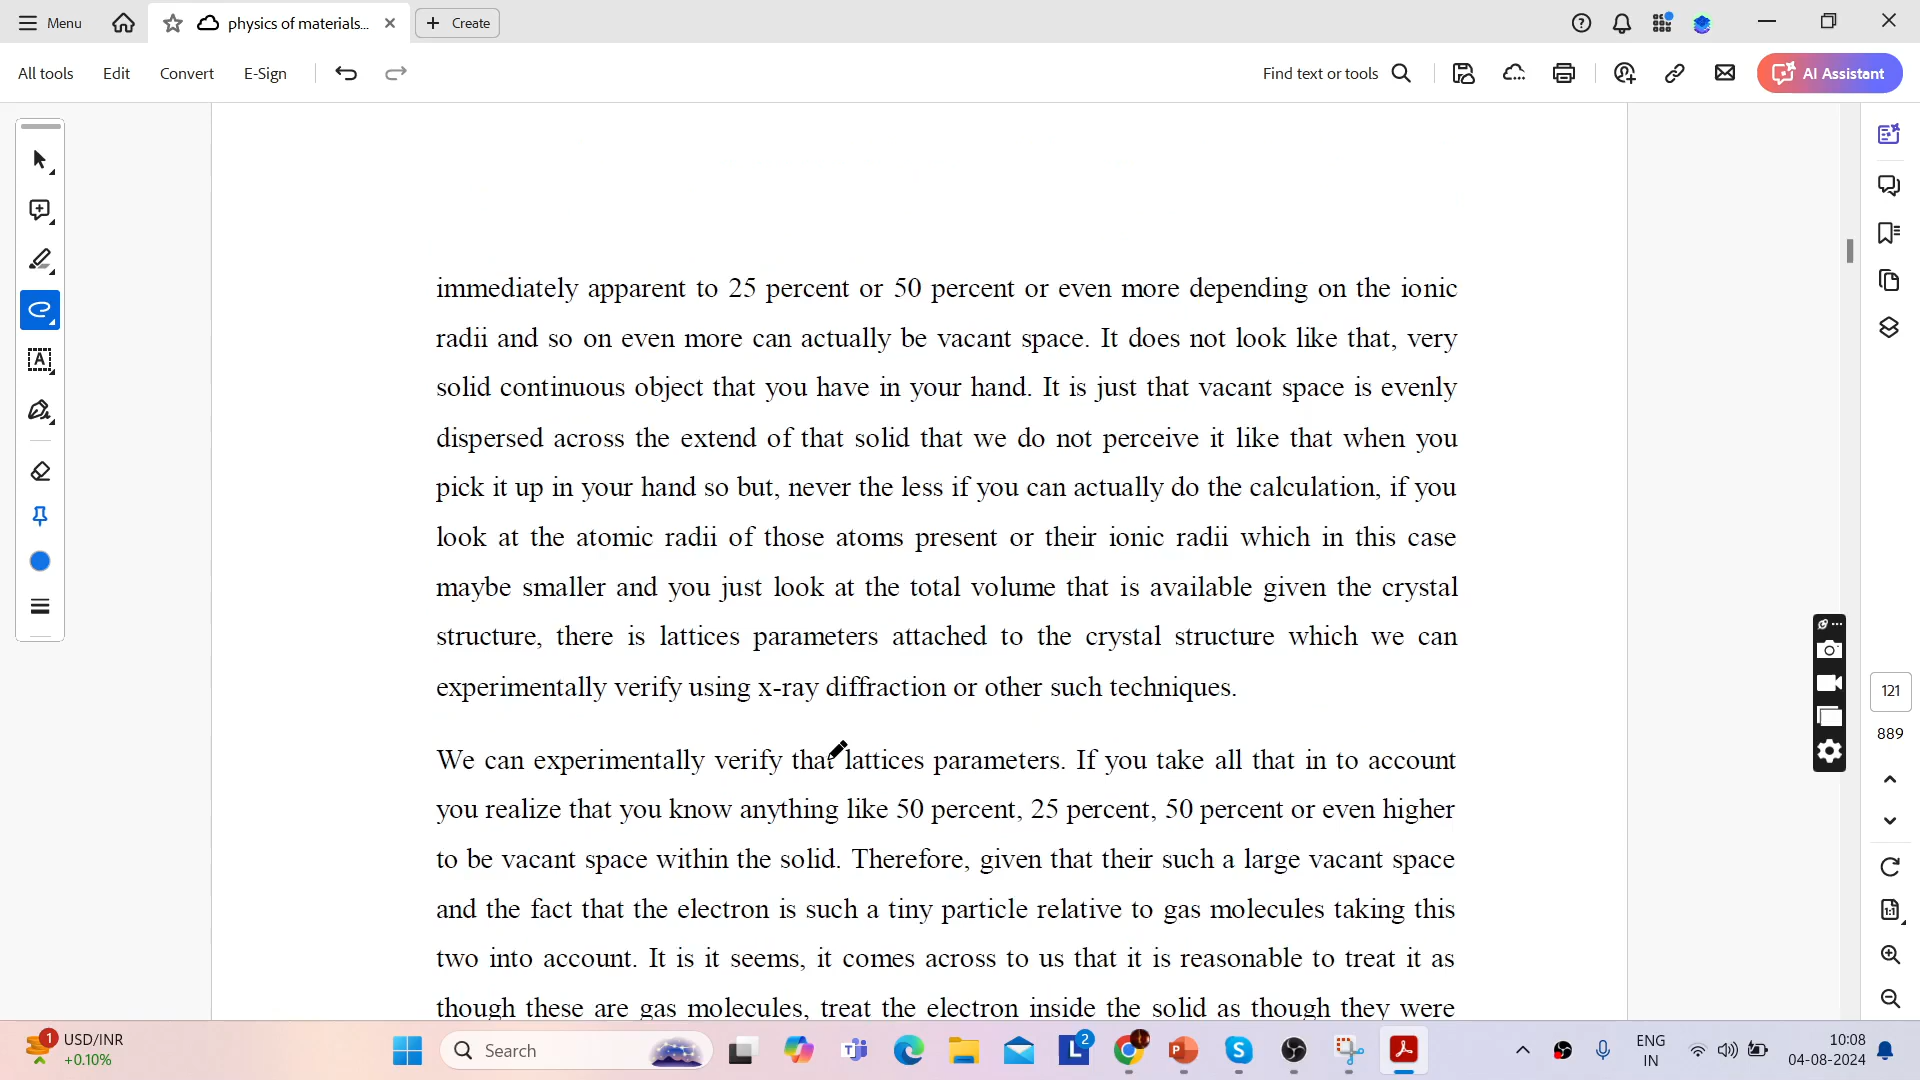 Menu
physics of materials...
Create
All tools
Edit
Convert
E-Sign
Find text or tools
AI Assistant
immediately apparent to 25 percent or 50 percent or even more depending on the ionic
radii and so on even more can actually be vacant space. It does not look like that, very
solid continuous object that you have in your hand. It is just that vacant space is evenly
dispersed across the extend of that solid that we do not perceive it like that when you
pick it up in your hand so but, never the less if you can actually do the calculation, if you
look at the atomic radii of those atoms present or their ionic radii which in this case
maybe smaller and you just look at the total volume that is available given the crystal
structure, there is lattices parameters attached to the crystal structure which we can
experimentally verify using x-ray diffraction or other such techniques.
We can experimentally verify that lattices parameters. If you take all that in to account
you realize that you know anything like 50 percent, 25 percent, 50 percent or even higher
to be vacant space within the solid. Therefore, given that their such a large vacant space
and the fact that the electron is such a tiny particle relative to gas molecules taking this
two into account. It is it seems, it comes across to us that it is reasonable to treat it as
though these are gas molecules, treat the electron inside the solid as though they were
121
889
1
USD/INR
+0.10%
Search
2
ENG
IN
10:08
04-08-2024